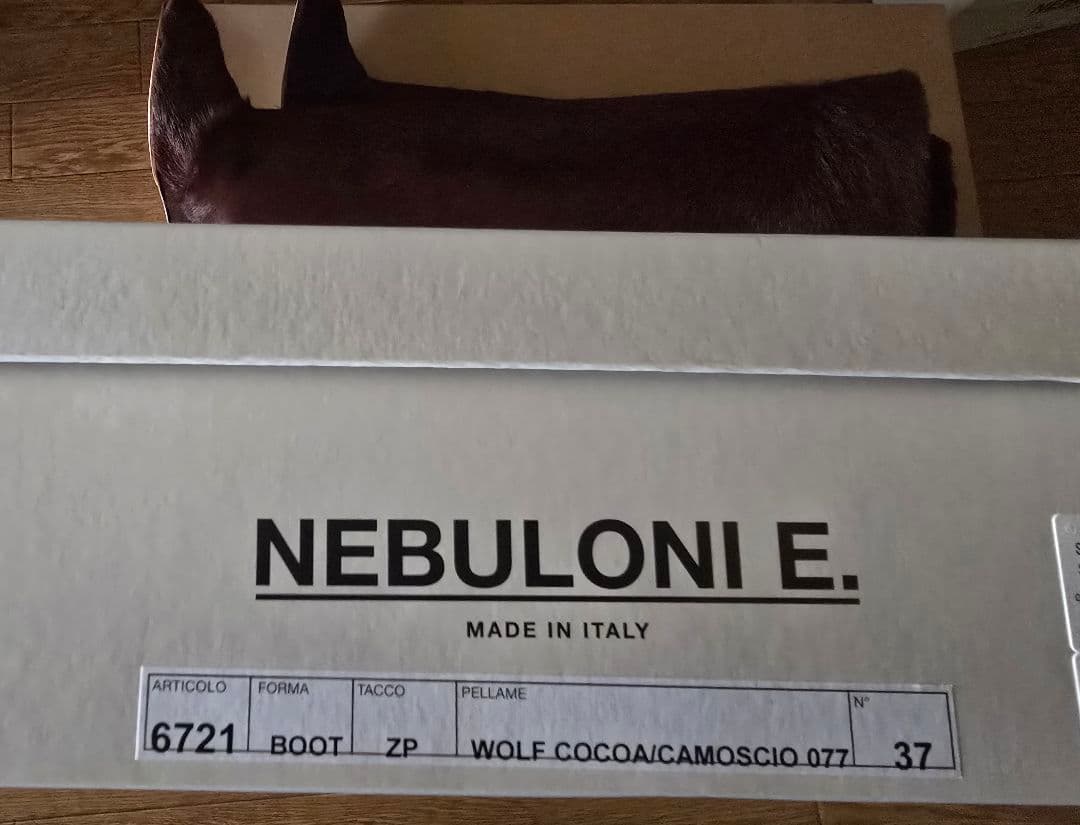 NEBULONI E.
MADE IN ITALY
ARTICOLO FORMA TACCO PELLAME N°
6721 BOOT ZP WOLF COCOA/CAMOSCIO 077 37